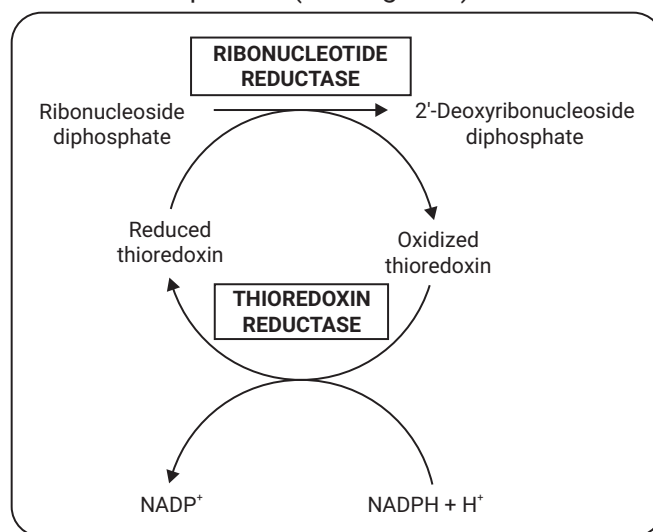 RIBONUCLEOTIDE
REDUCTASE
Ribonucleoside
diphosphate
2'-Deoxyribonucleoside
diphosphate
Reduced
thioredoxin
Oxidized
thioredoxin
THIOREDOXIN
REDUCTASE
NADP⁺
NADPH + H⁺